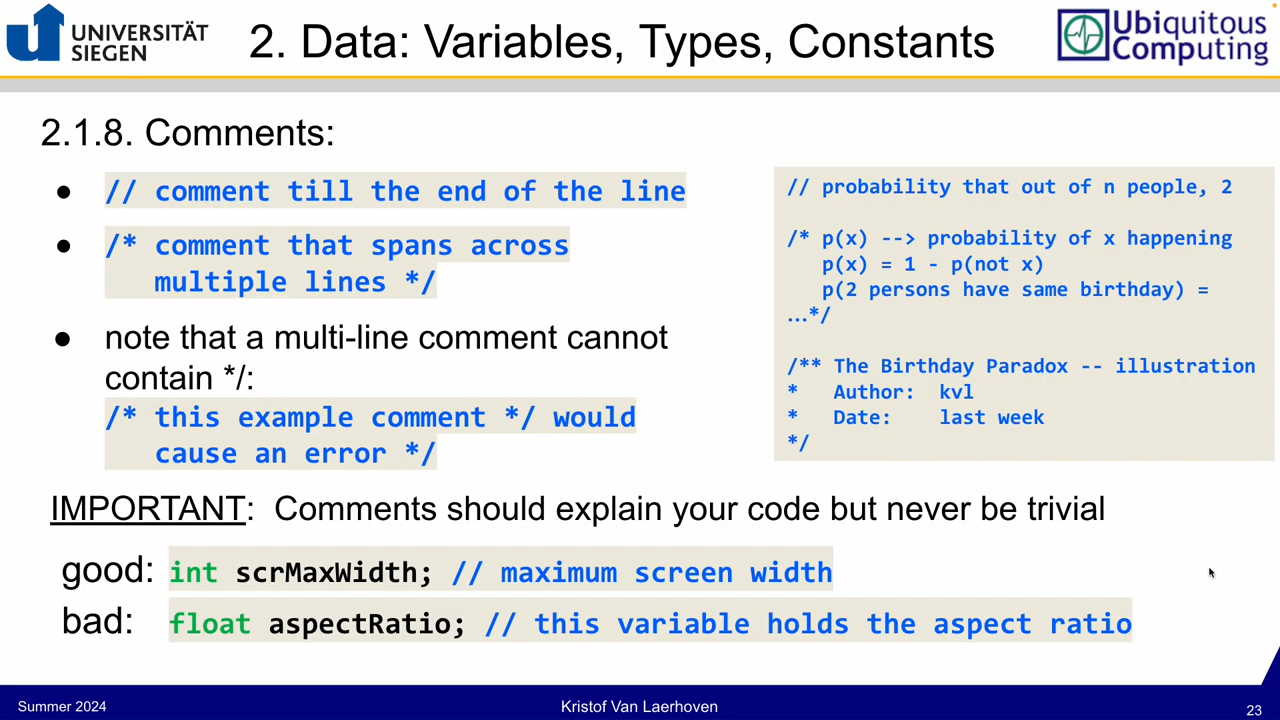 UNIVERSITÄT
SIEGEN
2. Data: Variables, Types, Constants
Ubiquitous
Computing
2.1.8. Comments:
● // comment till the end of the line
● /* comment that spans across
multiple lines */
● note that a multi-line comment cannot
contain */:
/* this example comment */ would
cause an error */
// probability that out of n people, 2
/* p(x) --> probability of x happening
p(x) = 1 - p(not x)
p(2 persons have same birthday) =
…*/
/** The Birthday Paradox -- illustration
* Author: kvl
* Date: last week
*/
IMPORTANT: Comments should explain your code but never be trivial
good: int scrMaxWidth; // maximum screen width
bad: float aspectRatio; // this variable holds the aspect ratio
Summer 2024
Kristof Van Laerhoven
23